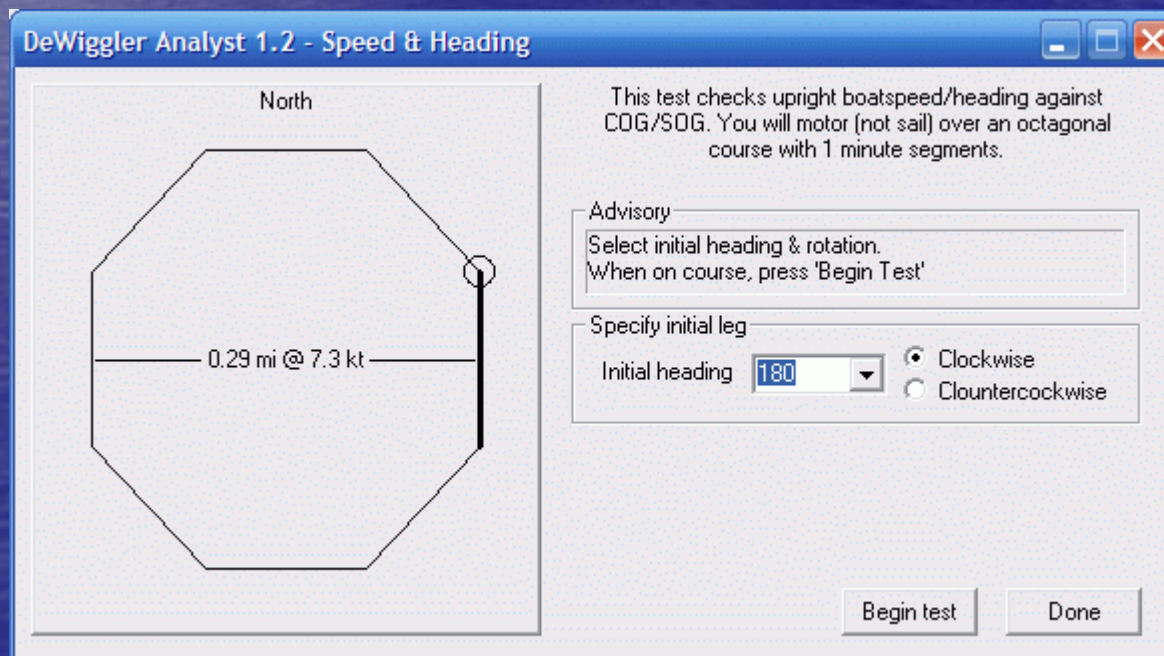 DeWiggler Analyst 1.2 - Speed & Heading
North
0.29 mi @ 7.3 kt
This test checks upright boatspeed/heading against
COG/SOG. You will motor (not sail) over an octagonal
course with 1 minute segments.
Advisory
Select initial heading & rotation.
When on course, press 'Begin Test'
Specify initial leg
Initial heading 180
Clockwise
Clountercockwise
Begin test
Done